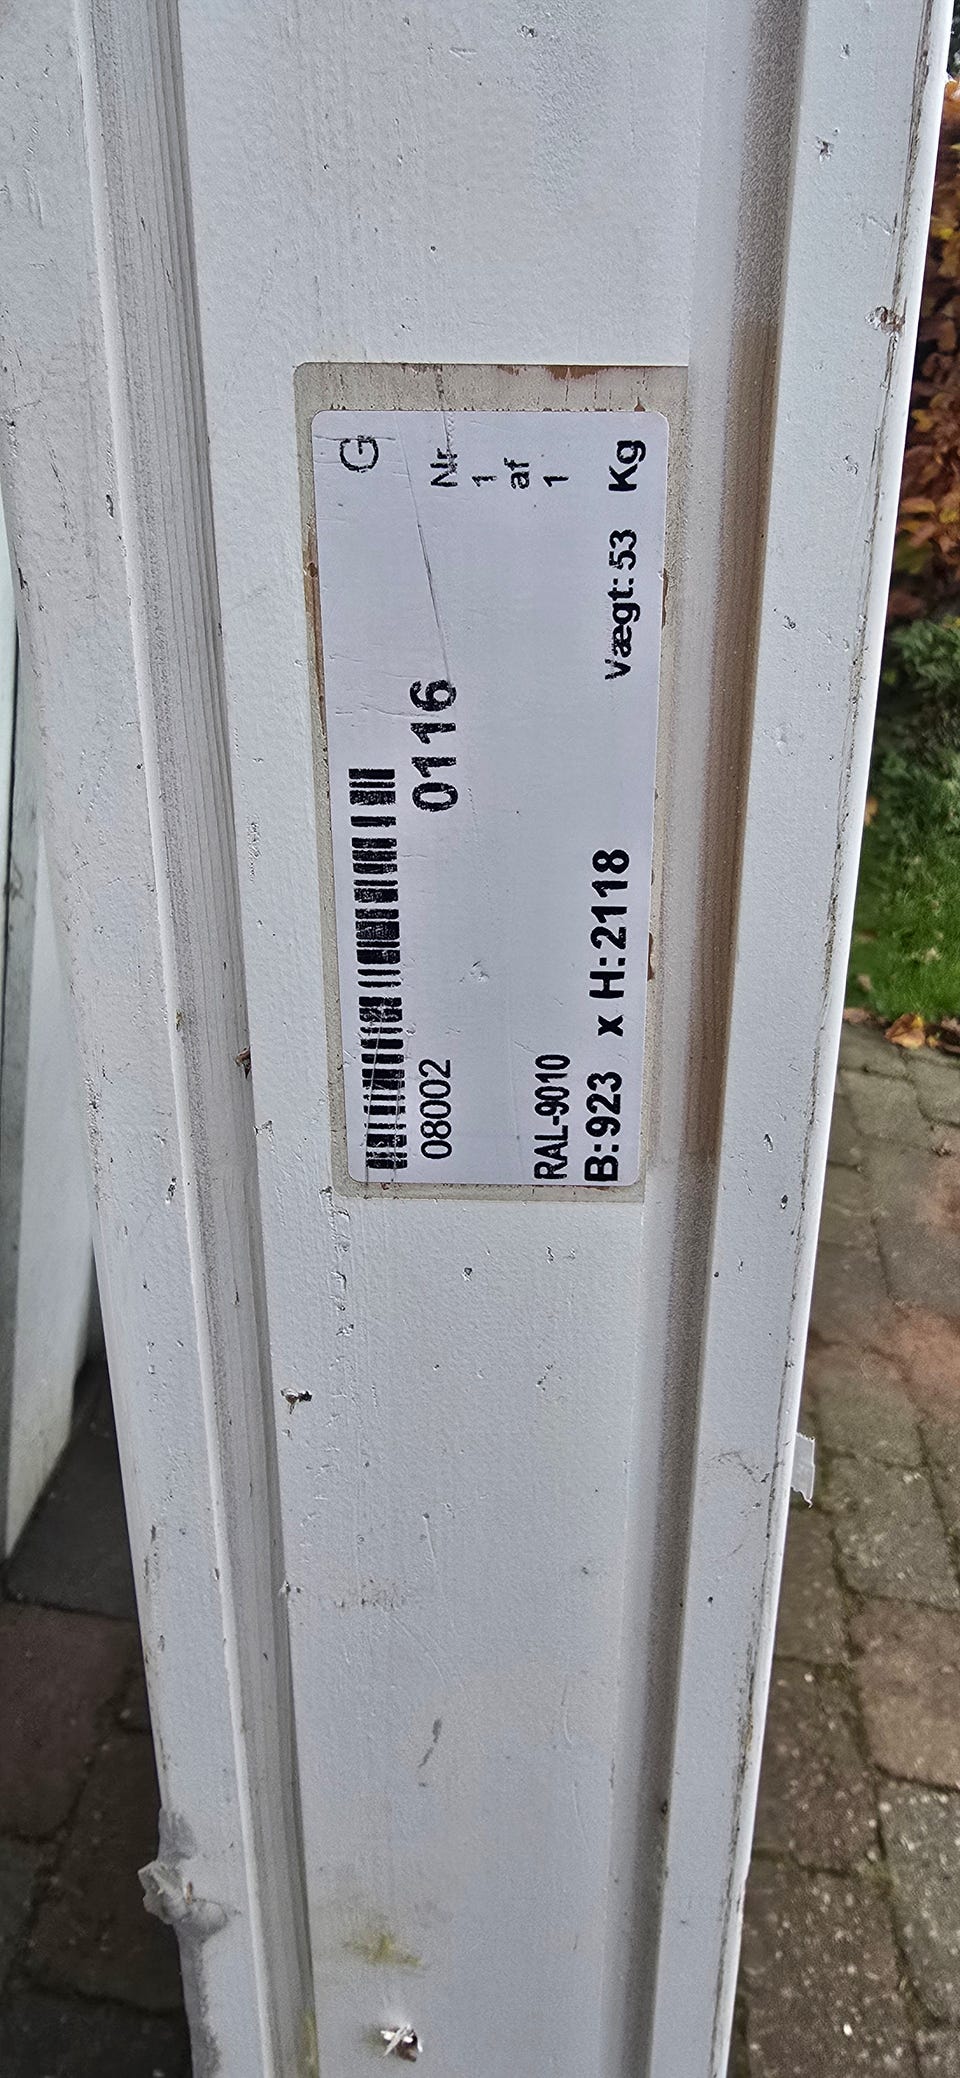 G
08002
0116
Nr.
1
af
1
RAL-9010
B:923 x H:2118
Vægt:53 Kg